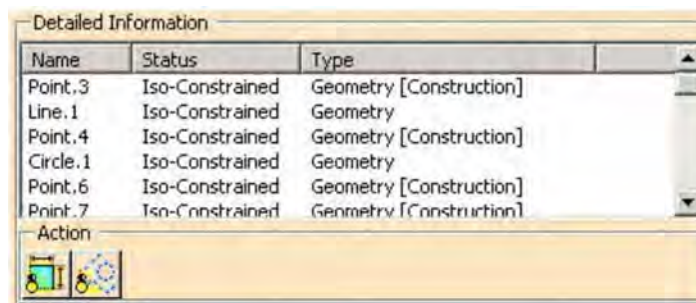 Detailed Information
Name Status Type
Point.3 Iso-Constrained Geometry [Construction]
Line.1 Iso-Constrained Geometry
Point.4 Iso-Constrained Geometry [Construction]
Circle.1 Iso-Constrained Geometry
Point.6 Iso-Constrained Geometry [Construction]
Point.7 Iso-Constrained Geometry [Construction]
Action